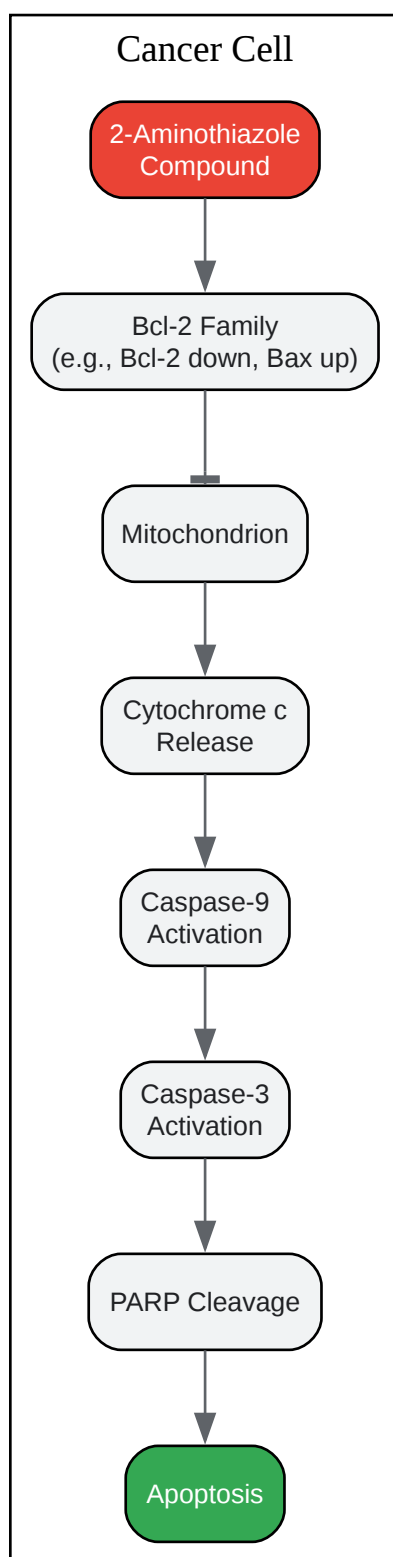 Cancer Cell
2-Aminothiazole
Compound
Bcl-2 Family
(e.g., Bcl-2 down, Bax up)
Mitochondrion
Cytochrome c
Release
Caspase-9
Activation
Caspase-3
Activation
PARP Cleavage
Apoptosis